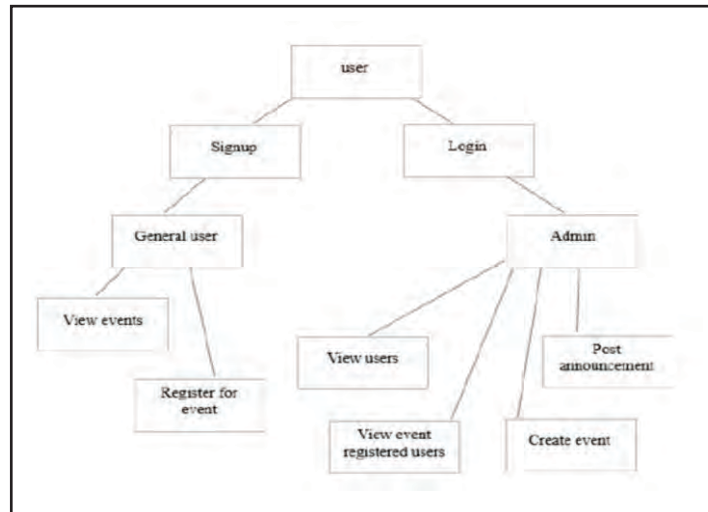 user
Signup
Login
General user
Admin
View events
View users
Post
announcement
Register for
event
View event
registered users
Create event